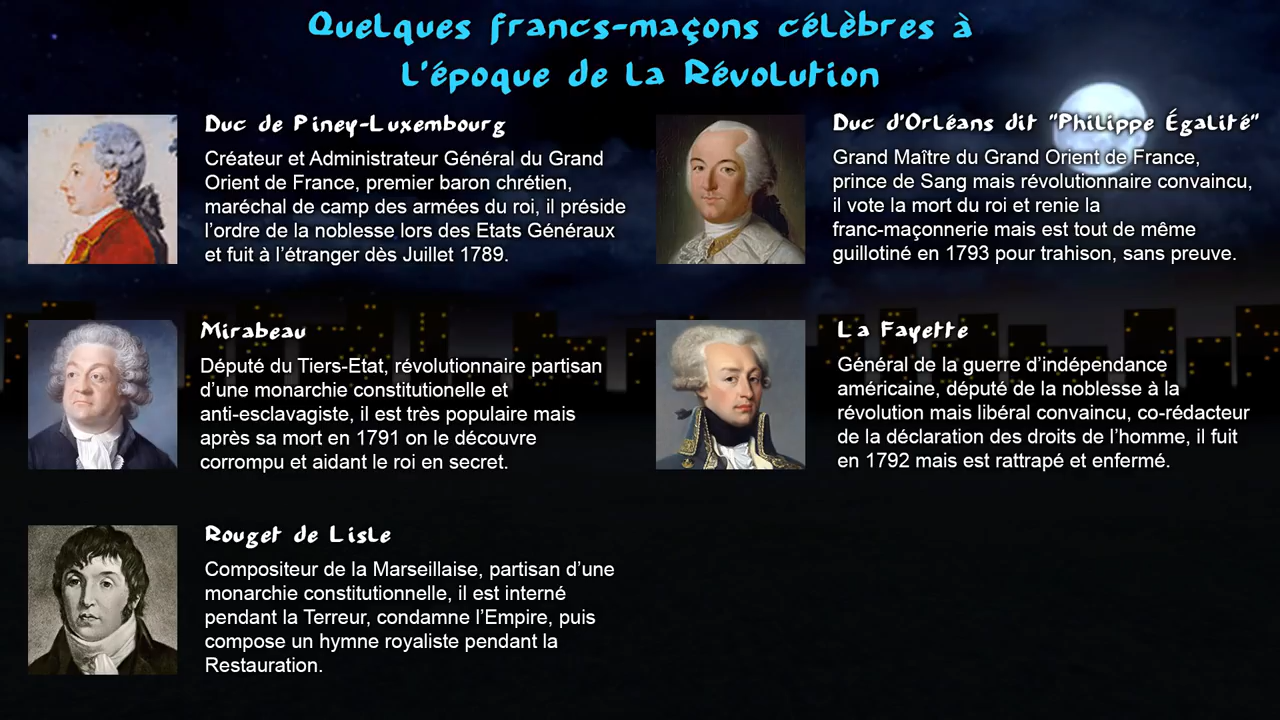 Quelques francs-maçons célèbres à
l'époque de la Révolution
Duc de Piney-Luxembourg
Créateur et Administrateur Général du Grand
Orient de France, premier baron chrétien,
maréchal de camp des armées du roi, il préside
l'ordre de la noblesse lors des Etats Généraux
et fuit à l'étranger dès Juillet 1789.
Duc d'Orléans dit "Philippe Égalité"
Grand Maître du Grand Orient de France,
prince de Sang mais révolutionnaire convaincu,
il vote la mort du roi et renie la
franc-maçonnerie mais est tout de même
guillotiné en 1793 pour trahison, sans preuve.
Mirabeau
Député du Tiers-Etat, révolutionnaire partisan
d'une monarchie constitutionelle et
anti-esclavagiste, il est très populaire mais
après sa mort en 1791 on le découvre
corrompu et aidant le roi en secret.
La Fayette
Général de la guerre d'indépendance
américaine, député de la noblesse à la
révolution mais libéral convaincu, co-rédacteur
de la déclaration des droits de l'homme, il fuit
en 1792 mais est rattrapé et enfermé.
Rouget de Lisle
Compositeur de la Marseillaise, partisan d'une
monarchie constitutionnelle, il est interné
pendant la Terreur, condamne l'Empire, puis
compose un hymne royaliste pendant la
Restauration.